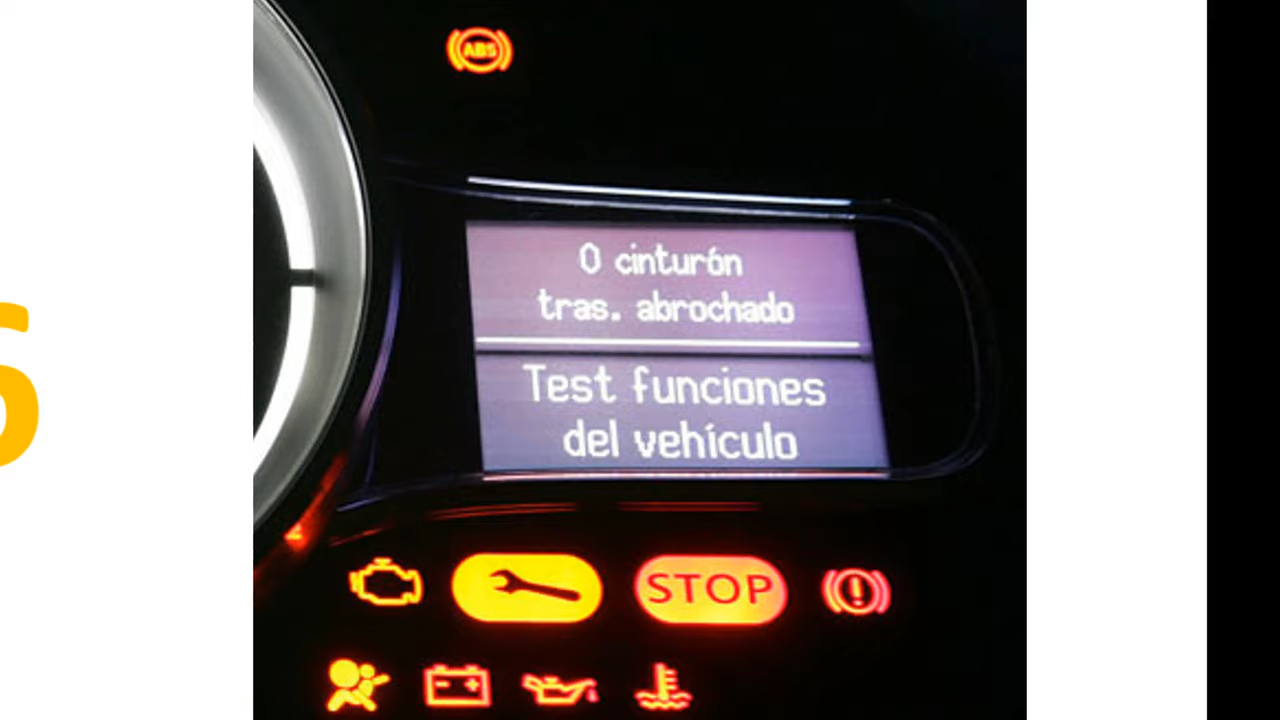 ABS
0 cinturón
tras. abrochado
Test funciones
del vehículo
STOP